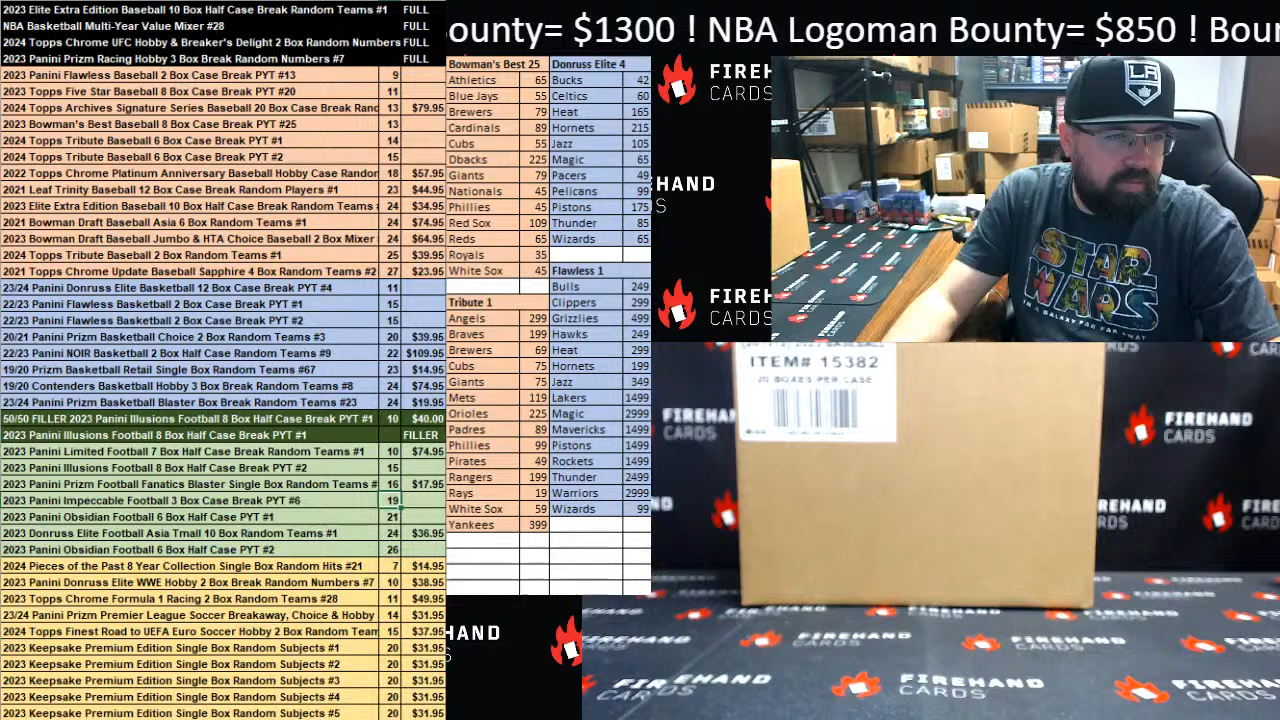 2023 Elite Extra Edition Baseball 10 Box Half Case Break Random Teams #1 FULL
NBA Basketball Multi-Year Value Mixer #28 FULL
2024 Topps Chrome UFC Hobby & Breaker's Delight 2 Box Random Numbers FULL
2023 Panini Prizm Racing Hobby 3 Box Break Random Numbers #7 FULL
2023 Panini Flawless Baseball 2 Box Case Break PYT #13 9
2023 Topps Five Star Baseball 8 Box Case Break PYT #20 11
2024 Topps Archives Signature Series Baseball 20 Box Case Break Ranc 13 $79.95
2023 Bowman's Best Baseball 8 Box Case Break PYT #25 13
2024 Topps Tribute Baseball 6 Box Case Break PYT #1 14
2024 Topps Tribute Baseball 6 Box Case Break PYT #2 15
2022 Topps Chrome Platinum Anniversary Baseball Hobby Case Randor 18 $57.95
2021 Leaf Trinity Baseball 12 Box Case Break Random Players #1 23 $44.95
2023 Elite Extra Edition Baseball 10 Box Half Case Break Random Teams 24 $34.95
2021 Bowman Draft Baseball Asia 6 Box Random Teams #1 24 $74.95
2023 Bowman Draft Baseball Jumbo & HTA Choice Baseball 2 Box Mixer 24 $64.95
2024 Topps Tribute Baseball 2 Box Random Teams #1 25 $39.95
2021 Topps Chrome Update Baseball Sapphire 4 Box Random Teams #2 27 $23.95
23/24 Panini Donruss Elite Basketball 12 Box Case Break PYT #4 11
22/23 Panini Flawless Basketball 2 Box Case Break PYT #1 15
22/23 Panini Flawless Basketball 2 Box Case Break PYT #2 15
20/21 Panini Prizm Basketball Choice 2 Box Break Random Teams #3 20 $39.95
22/23 Panini NOIR Basketball 2 Box Half Case Random Teams #9 22 $109.95
19/20 Prizm Basketball Retail Single Box Random Teams #67 23 $14.95
19/20 Contenders Basketball Hobby 3 Box Break Random Teams #8 24 $74.95
23/24 Panini Prizm Basketball Blaster Box Break Random Teams #23 24 $19.95
50/50 FILLER 2023 Panini Illusions Football 8 Box Half Case Break PYT #1 10 $40.00
2023 Panini Illusions Football 8 Box Half Case Break PYT #1 FILLER
2023 Panini Limited Football 7 Box Half Case Break Random Teams #1 10 $74.95
2023 Panini Illusions Football 8 Box Half Case Break PYT #2 15
2023 Panini Prizm Football Fanatics Blaster Single Box Random Teams # 16 $17.95
2023 Panini Impeccable Football 3 Box Case Break PYT #6 19
2023 Panini Obsidian Football 6 Box Half Case PYT #1 21
2023 Donruss Elite Football Asia Tmall 10 Box Random Teams #1 24 $36.95
2023 Panini Obsidian Football 6 Box Half Case PYT #2 26
2024 Pieces of the Past 8 Year Collection Single Box Random Hits #21 7 $14.95
2023 Panini Donruss Elite WWE Hobby 2 Box Break Random Numbers #7 10 $38.95
2023 Topps Chrome Formula 1 Racing 2 Box Random Teams #28 11 $49.95
23/24 Panini Prizm Premier League Soccer Breakaway, Choice & Hobby 14 $31.95
2024 Topps Finest Road to UEFA Euro Soccer Hobby 2 Box Random Team 15 $37.95
2023 Keepsake Premium Edition Single Box Random Subjects #1 20 $31.95
2023 Keepsake Premium Edition Single Box Random Subjects #2 20 $31.95
2023 Keepsake Premium Edition Single Box Random Subjects #3 20 $31.95
2023 Keepsake Premium Edition Single Box Random Subjects #4 20 $31.95
2023 Keepsake Premium Edition Single Box Random Subjects #5 20 $31.95
ounty= $1300 ! NBA Logoman Bounty= $850 ! Boun
Bowman's Best 25
Athletics 65
Blue Jays 55
Brewers 79
Cardinals 89
Cubs 55
Dbacks 225
Giants 79
Nationals 45
Phillies 45
Red Sox 109
Reds 65
Royals 35
White Sox 45
Tribute 1
Angels 299
Braves 199
Brewers 69
Cubs 75
Giants 75
Mets 119
Orioles 225
Padres 89
Phillies 99
Pirates 49
Rangers 199
Rays 19
White Sox 59
Yankees 399
Donruss Elite 4
Bucks 42
Celtics 60
Heat 165
Hornets 215
Jazz 105
Magic 65
Pacers 49
Pelicans 99
Pistons 175
Thunder 85
Wizards 65
Flawless 1
Bulls 249
Clippers 299
Grizzlies 499
Hawks 249
Heat 299
Hornets 199
Jazz 349
Lakers 1499
Magic 2999
Mavericks 1499
Pistons 1499
Rockets 1499
Thunder 2499
Warriors 2999
Wizards 99
FIREH
CARDS
HAND
S
FIREH
CARDS
HAND
LA
STAR
WARS
IN A GALAXY FAR FAR AWAY
ITEM# 15382
20 BOXES PER CASE
FIREHAND
CARDS
FIREHAND
CARDS
FIREHAND
CARDS
FIREHAND
CARDS
FIREHAND
CARDS